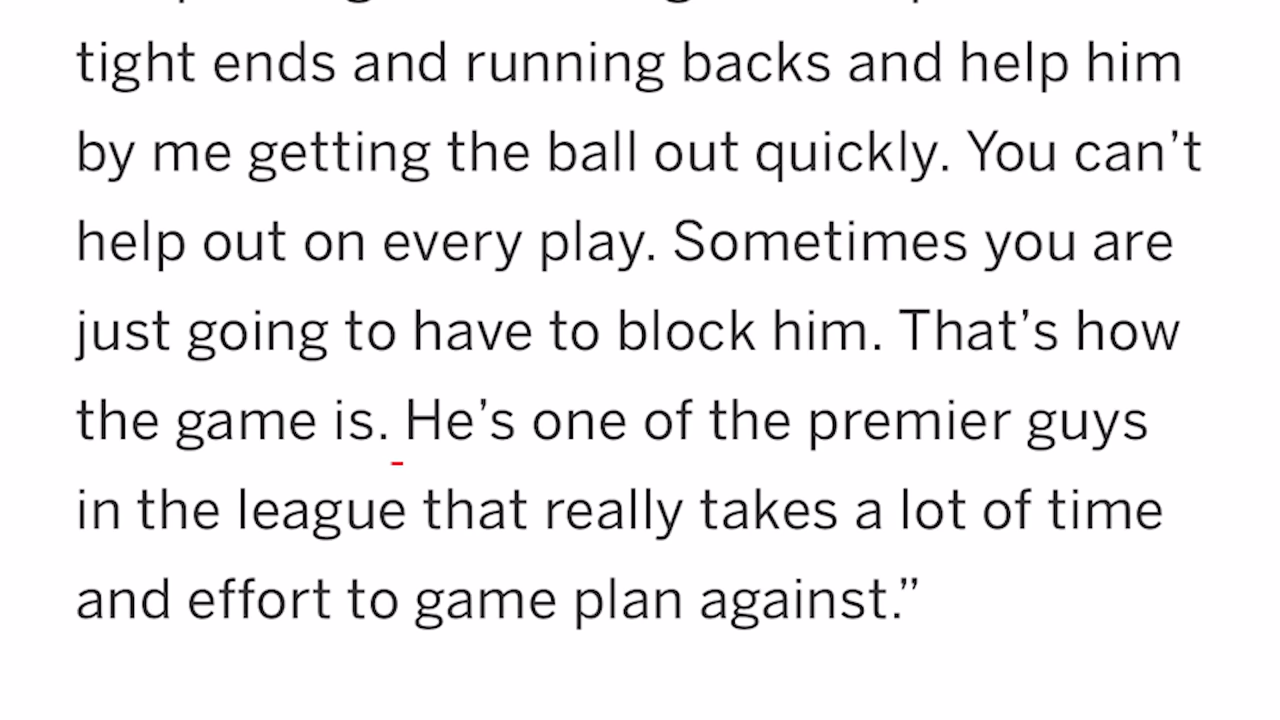 tight ends and running backs and help him
by me getting the ball out quickly. You can’t
help out on every play. Sometimes you are
just going to have to block him. That’s how
the game is. He’s one of the premier guys
in the league that really takes a lot of time
and effort to game plan against.”